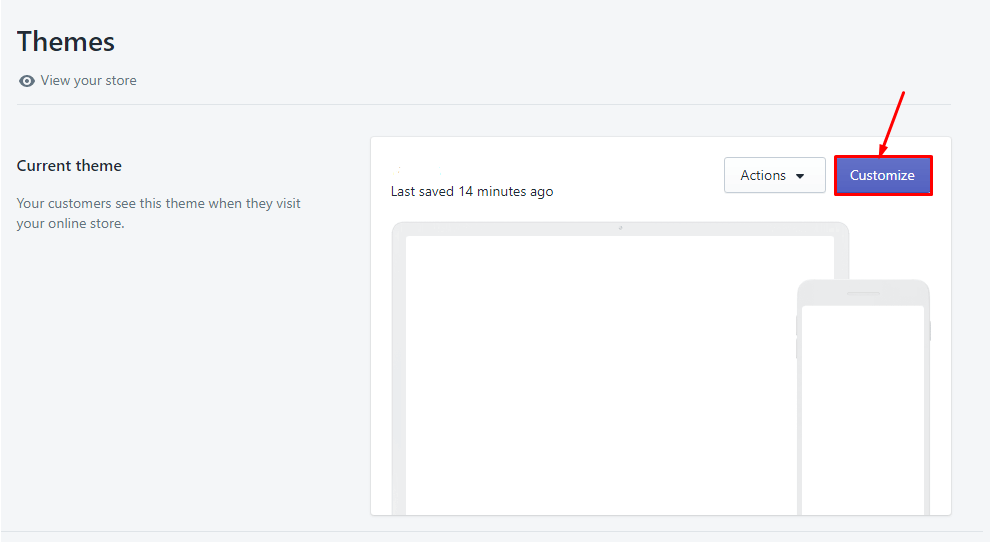 Themes
View your store
Current theme
Your customers see this theme when they visit
your online store.
Last saved 14 minutes ago
Actions
Customize